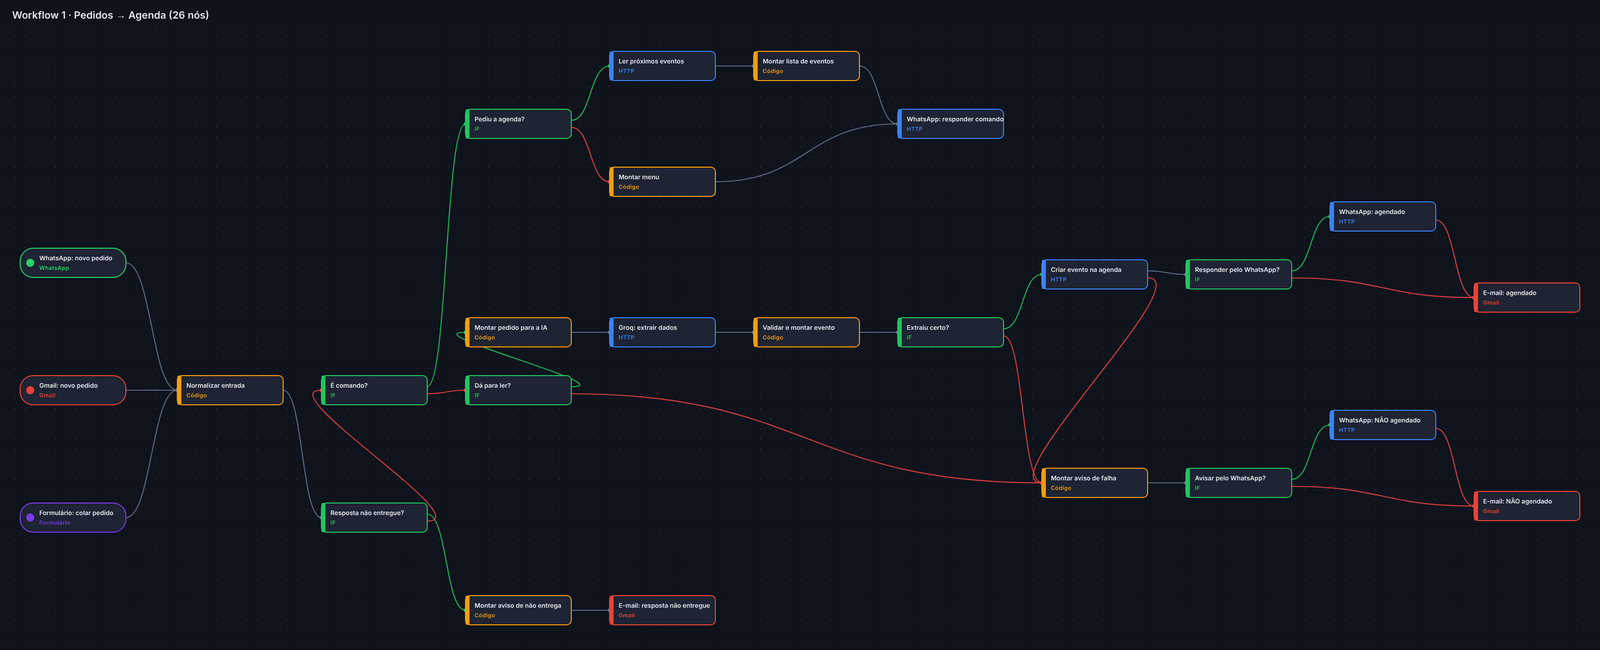 Workflow 1 · Pedidos → Agenda (26 nós)
Ler próximos eventos
HTTP
Montar lista de eventos
Código
Pediu a agenda?
IF
WhatsApp: responder comando
HTTP
Montar menu
Código
WhatsApp: agendado
HTTP
WhatsApp: novo pedido
WhatsApp
Criar evento na agenda
HTTP
Responder pelo WhatsApp?
IF
E-mail: agendado
Gmail
Montar pedido para a IA
Código
Groq: extrair dados
HTTP
Validar e montar evento
Código
Extraiu certo?
IF
Gmail: novo pedido
Gmail
Normalizar entrada
Código
É comando?
IF
Dá para ler?
IF
WhatsApp: NÃO agendado
HTTP
Montar aviso de falha
Código
Avisar pelo WhatsApp?
IF
E-mail: NÃO agendado
Gmail
Formulário: colar pedido
Formulário
Resposta não entregue?
IF
Montar aviso de não entrega
Código
E-mail: resposta não entregue
Gmail